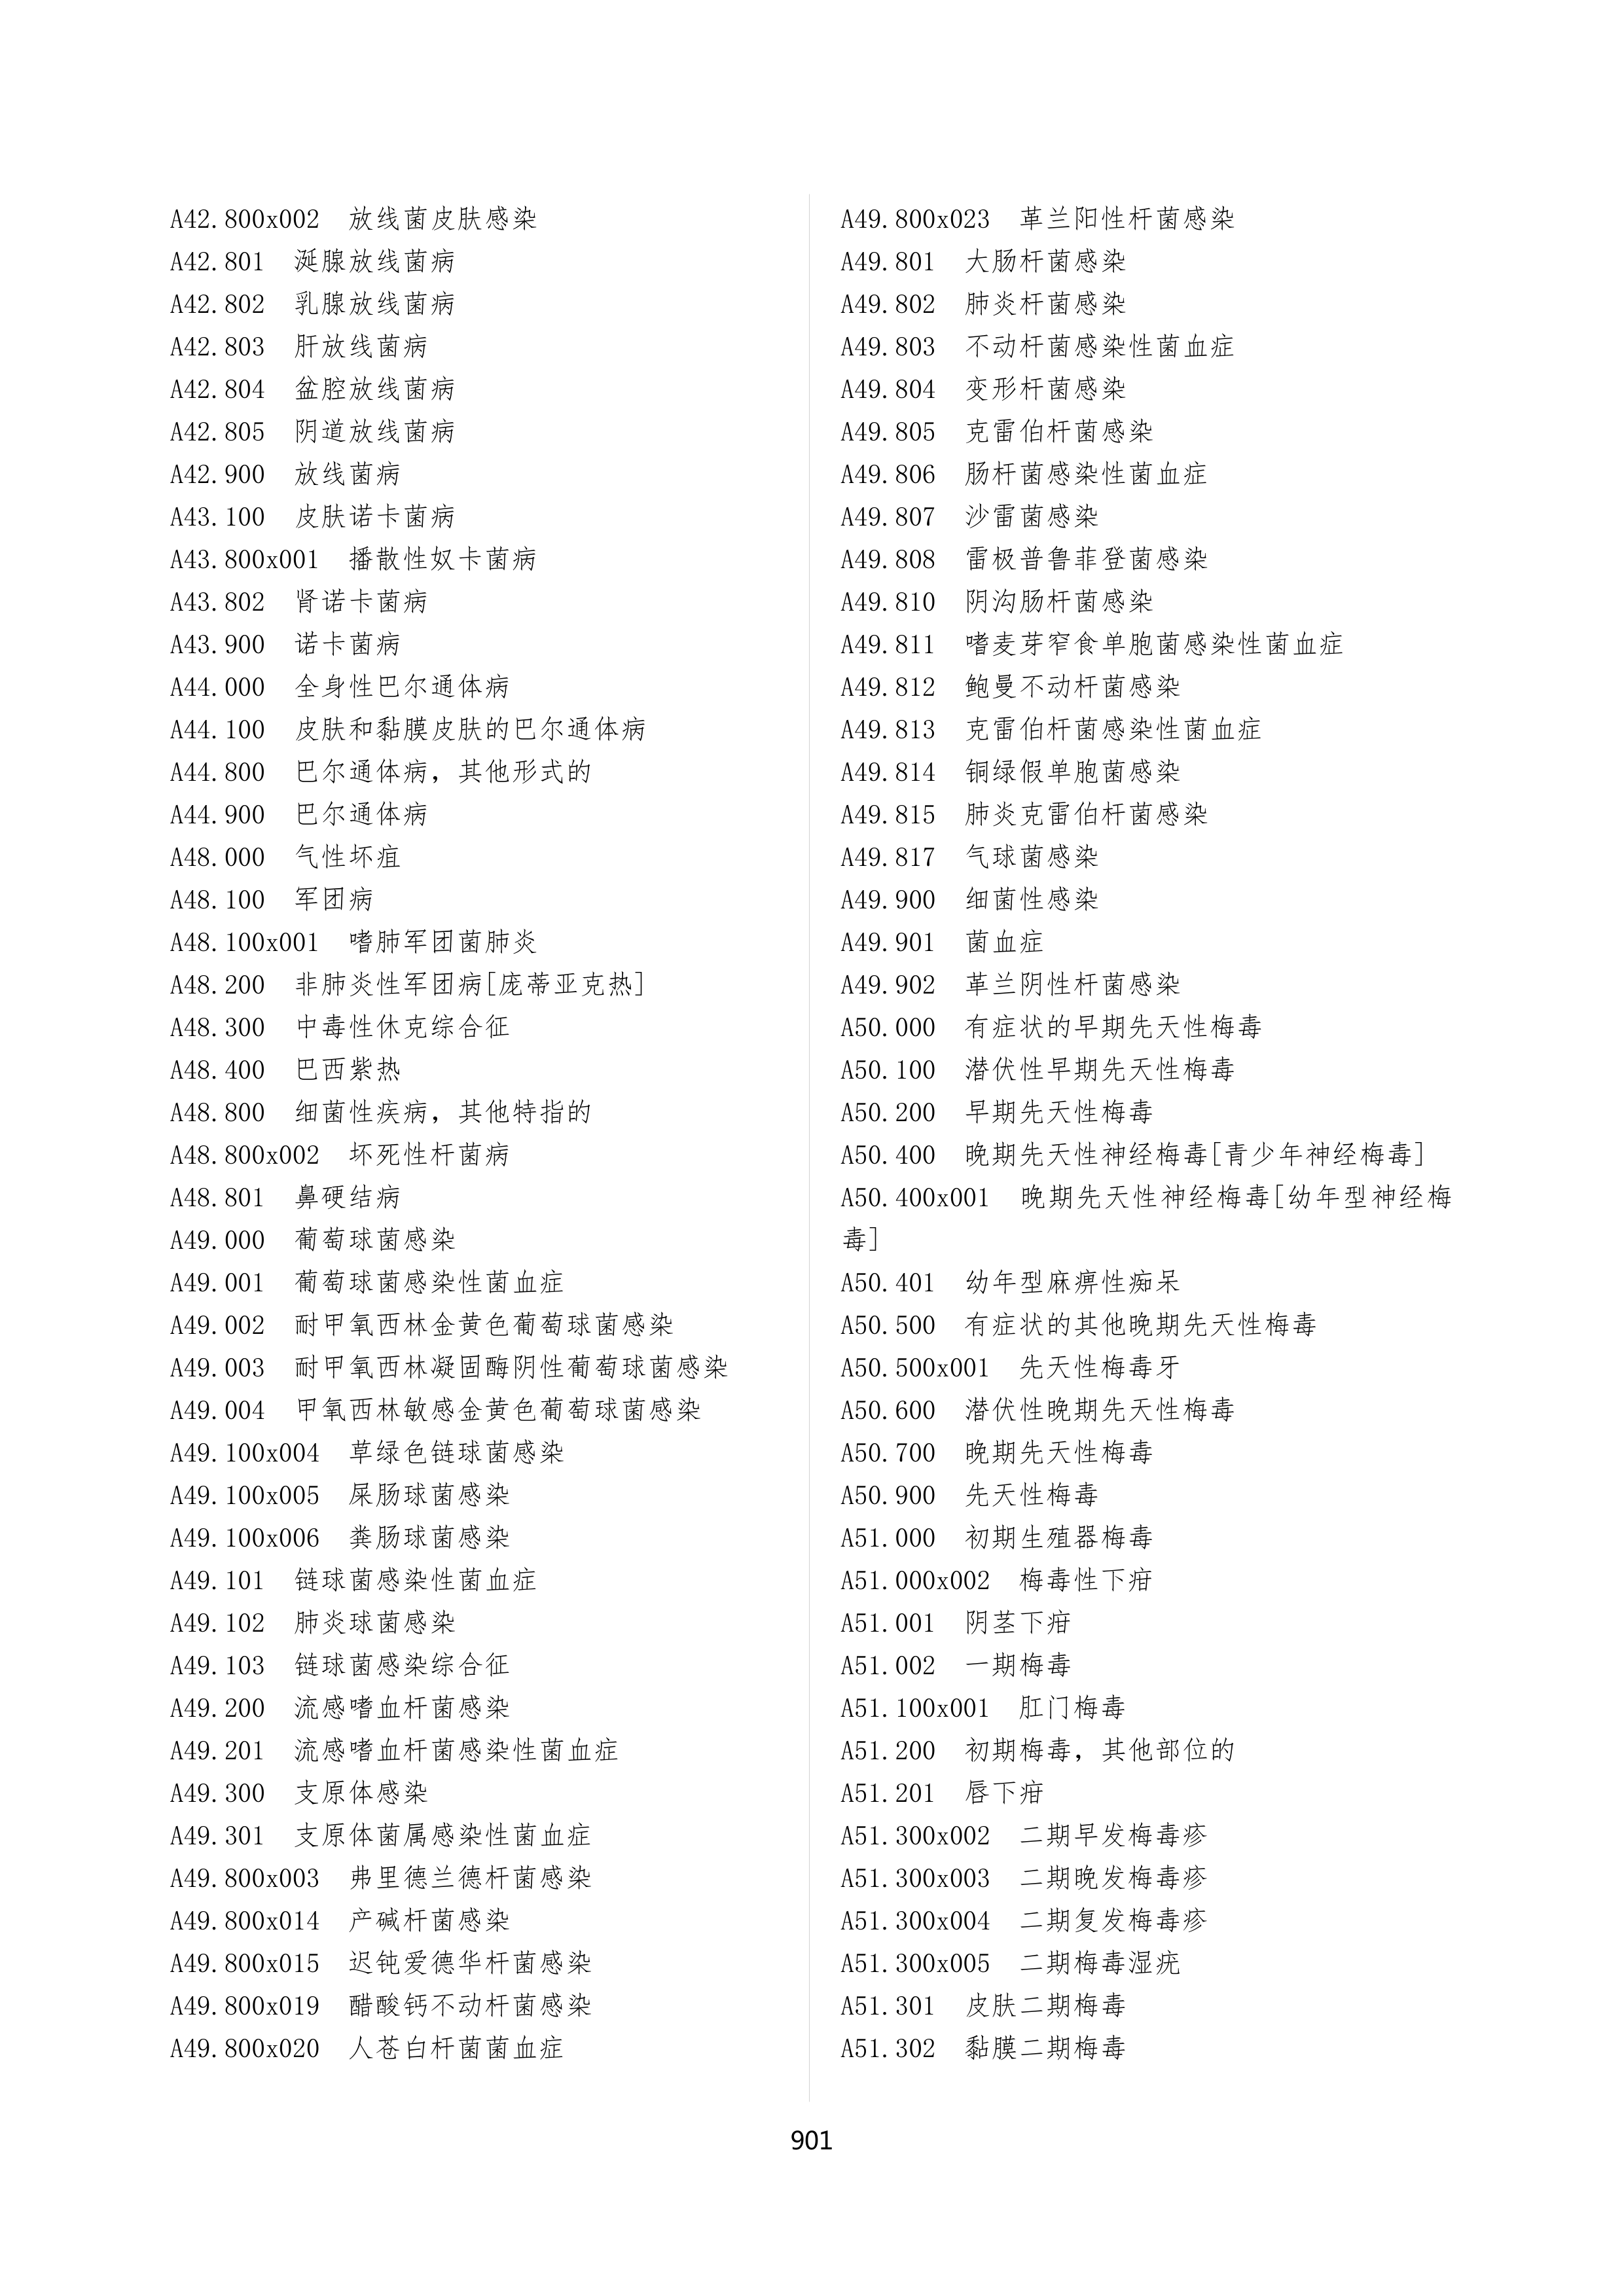 A42.800x002 放线菌皮肤感染
A42.801 涎腺放线菌病
A42.802 乳腺放线菌病
A42.803 肝放线菌病
A42.804 盆腔放线菌病
A42.805 阴道放线菌病
A42.900 放线菌病
A43.100 皮肤诺卡菌病
A43.800x001 播散性奴卡菌病
A43.802 肾诺卡菌病
A43.900 诺卡菌病
A44.000 全身性巴尔通体病
A44.100 皮肤和黏膜皮肤的巴尔通体病
A44.800 巴尔通体病，其他形式的
A44.900 巴尔通体病
A48.000 气性坏疽
A48.100 军团病
A48.100x001 嗜肺军团菌肺炎
A48.200 非肺炎性军团病[庞蒂亚克热]
A48.300 中毒性休克综合征
A48.400 巴西紫热
A48.800 细菌性疾病，其他特指的
A48.800x002 坏死性杆菌病
A48.801 鼻硬结病
A49.000 葡萄球菌感染
A49.001 葡萄球菌感染性菌血症
A49.002 耐甲氧西林金黄色葡萄球菌感染
A49.003 耐甲氧西林凝固酶阴性葡萄球菌感染
A49.004 甲氧西林敏感金黄色葡萄球菌感染
A49.100x004 草绿色链球菌感染
A49.100x005 屎肠球菌感染
A49.100x006 粪肠球菌感染
A49.101 链球菌感染性菌血症
A49.102 肺炎球菌感染
A49.103 链球菌感染综合征
A49.200 流感嗜血杆菌感染
A49.201 流感嗜血杆菌感染性菌血症
A49.300 支原体感染
A49.301 支原体菌属感染性菌血症
A49.800x003 弗里德兰德杆菌感染
A49.800x014 产碱杆菌感染
A49.800x015 迟钝爱德华杆菌感染
A49.800x019 醋酸钙不动杆菌感染
A49.800x020 人苍白杆菌菌血症
A49.800x023 革兰阳性杆菌感染
A49.801 大肠杆菌感染
A49.802 肺炎杆菌感染
A49.803 不动杆菌感染性菌血症
A49.804 变形杆菌感染
A49.805 克雷伯杆菌感染
A49.806 肠杆菌感染性菌血症
A49.807 沙雷菌感染
A49.808 雷极普鲁菲登菌感染
A49.810 阴沟肠杆菌感染
A49.811 嗜麦芽窄食单胞菌感染性菌血症
A49.812 鲍曼不动杆菌感染
A49.813 克雷伯杆菌感染性菌血症
A49.814 铜绿假单胞菌感染
A49.815 肺炎克雷伯杆菌感染
A49.817 气球菌感染
A49.900 细菌性感染
A49.901 菌血症
A49.902 革兰阴性杆菌感染
A50.000 有症状的早期先天性梅毒
A50.100 潜伏性早期先天性梅毒
A50.200 早期先天性梅毒
A50.400 晚期先天性神经梅毒[青少年神经梅毒]
A50.400x001 晚期先天性神经梅毒[幼年型神经梅
毒]
A50.401 幼年型麻痹性痴呆
A50.500 有症状的其他晚期先天性梅毒
A50.500x001 先天性梅毒牙
A50.600 潜伏性晚期先天性梅毒
A50.700 晚期先天性梅毒
A50.900 先天性梅毒
A51.000 初期生殖器梅毒
A51.000x002 梅毒性下疳
A51.001 阴茎下疳
A51.002 一期梅毒
A51.100x001 肛门梅毒
A51.200 初期梅毒，其他部位的
A51.201 唇下疳
A51.300x002 二期早发梅毒疹
A51.300x003 二期晚发梅毒疹
A51.300x004 二期复发梅毒疹
A51.300x005 二期梅毒湿疣
A51.301 皮肤二期梅毒
A51.302 黏膜二期梅毒
901